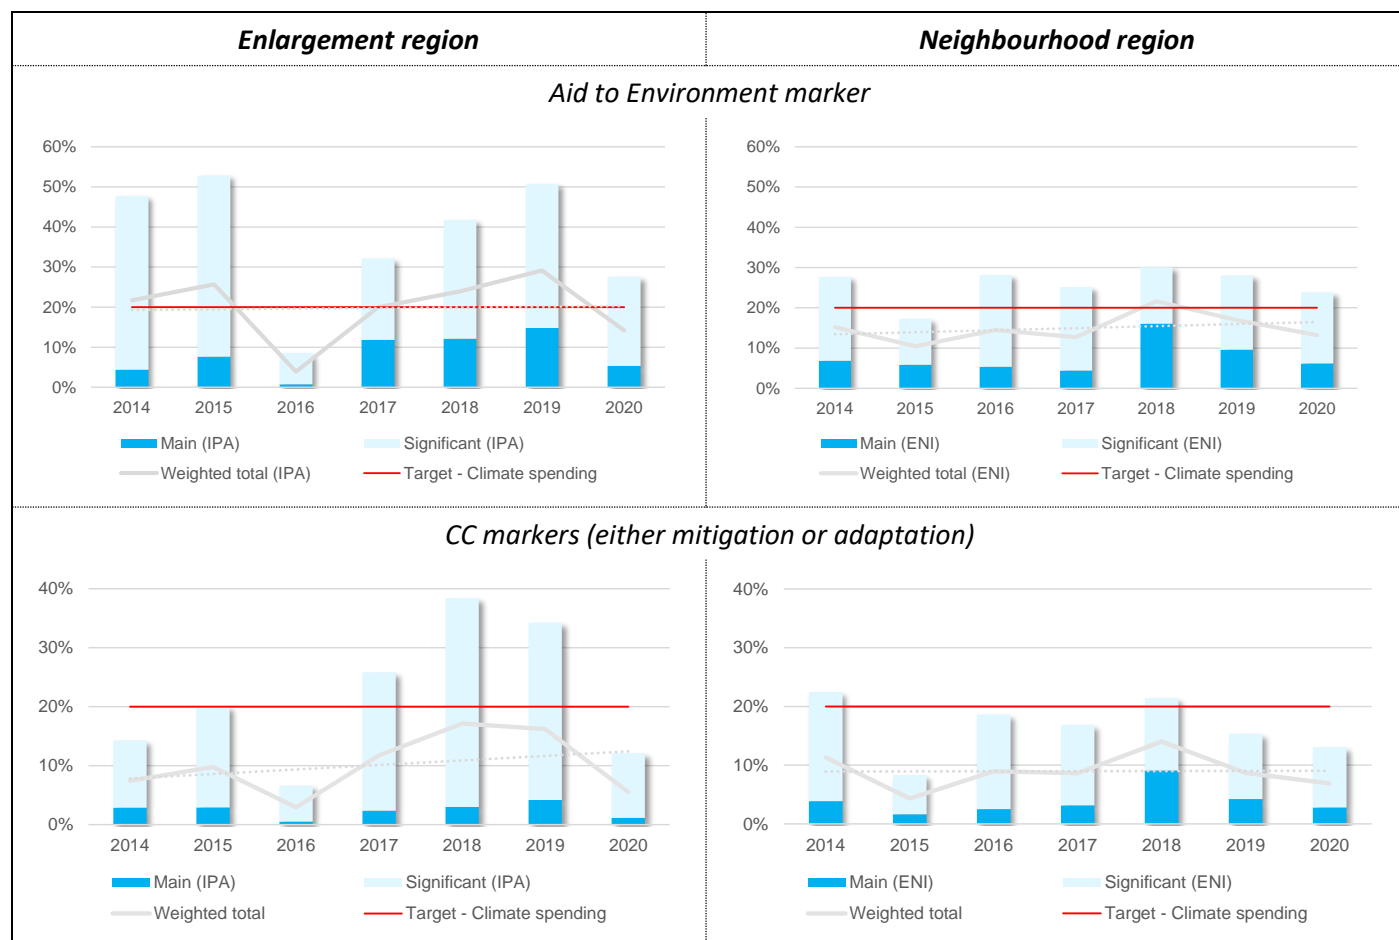 Enlargement region
Neighbourhood region
Aid to Environment marker
60%
50%
40%
30%
20%
10%
0%
2014 2015 2016 2017 2018 2019 2020
Main (IPA) Significant (IPA)
Weighted total (IPA) Target - Climate spending
60%
50%
40%
30%
20%
10%
0%
2014 2015 2016 2017 2018 2019 2020
Main (ENI) Significant (ENI)
Weighted total (ENI) Target - Climate spending
CC markers (either mitigation or adaptation)
40%
30%
20%
10%
0%
2014 2015 2016 2017 2018 2019 2020
Main (IPA) Significant (IPA)
Weighted total Target - Climate spending
40%
30%
20%
10%
0%
2014 2015 2016 2017 2018 2019 2020
Main (ENI) Significant (ENI)
Weighted total Target - Climate spending